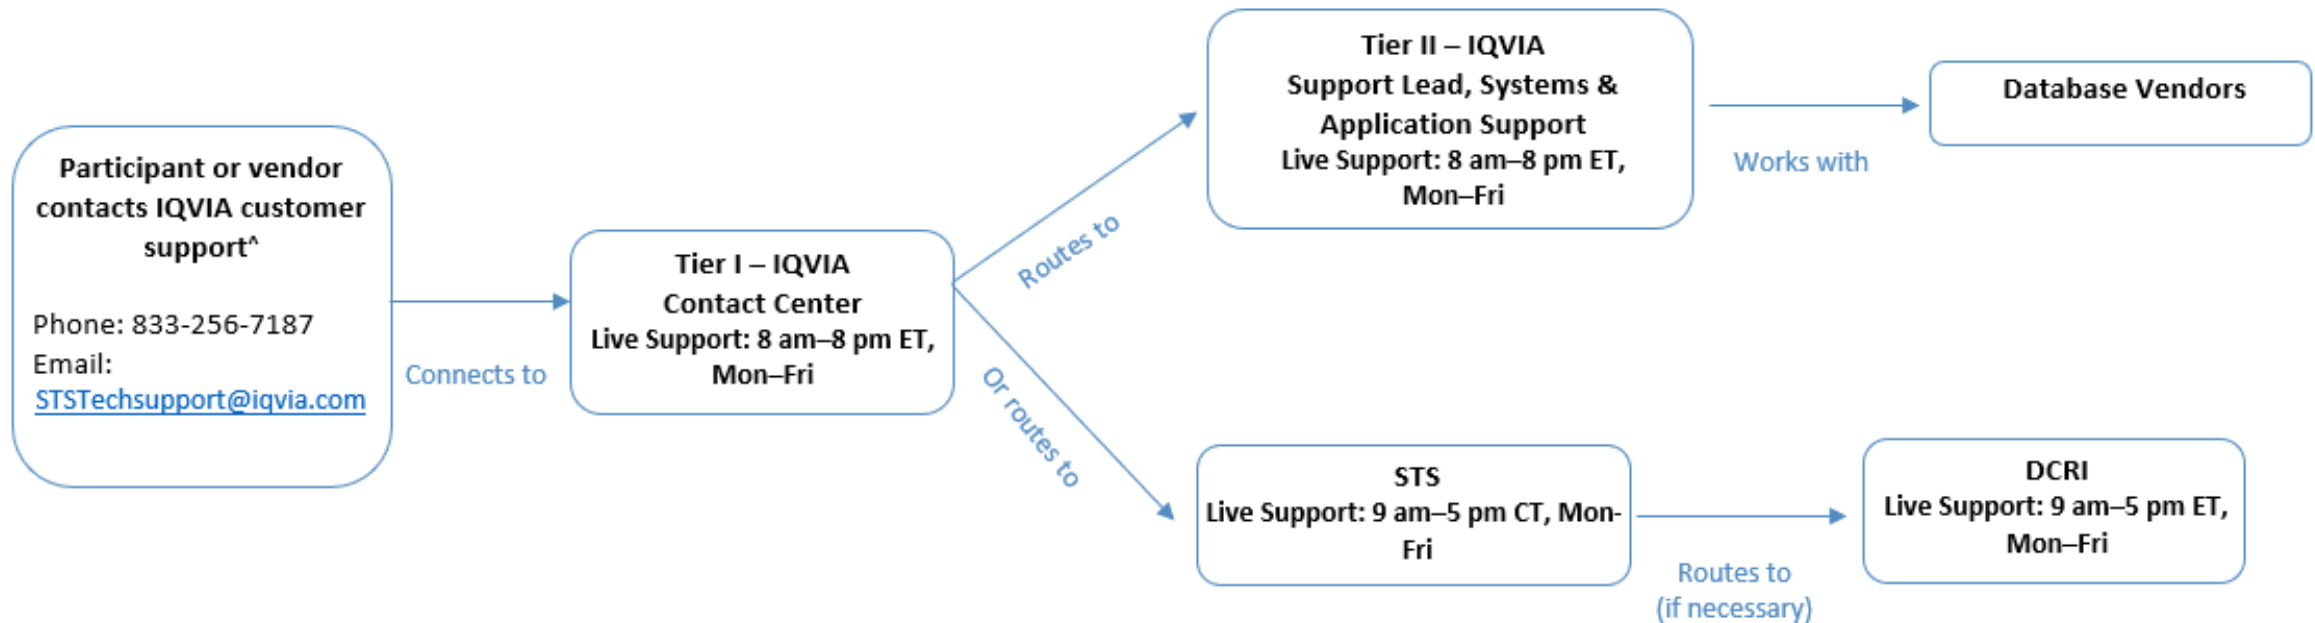 Participant or vendor
contacts IQVIA customer
support^
Phone: 833-256-7187
Email:
STSTechsupport@iqvia.com
Connects to
Tier I – IQVIA
Contact Center
Live Support: 8 am–8 pm ET,
Mon–Fri
Routes to
Tier II – IQVIA
Support Lead, Systems &
Application Support
Live Support: 8 am–8 pm ET,
Mon–Fri
Works with
Database Vendors
Or routes to
STS
Live Support: 9 am–5 pm CT, Mon-
Fri
Routes to
(if necessary)
DCRI
Live Support: 9 am–5 pm ET,
Mon–Fri